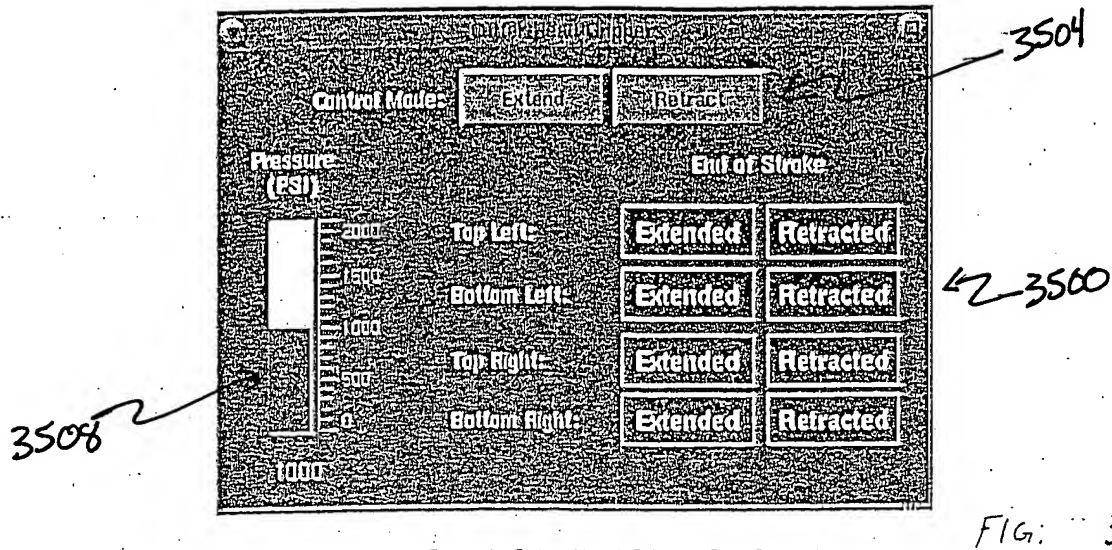 3504
Control Mode: Extend Retract
Pressure (PSI)
End of Stroke
2000
Top Left: Extended Retracted
1500
Bottom Left: Extended Retracted
3500
1000
Top Right: Extended Retracted
500
3508
0
Bottom Right: Extended Retracted
1000
FIG: